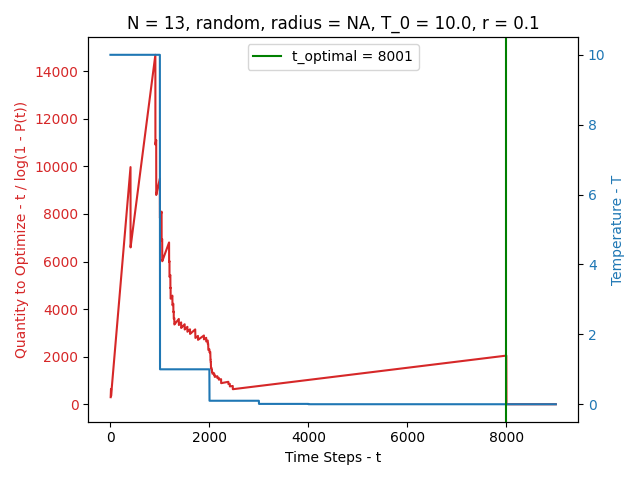 N = 13, random, radius = NA, T_0 = 10.0, r = 0.1
t_optimal = 8001
Quantity to Optimize - t / log(1 - P(t))
14000
12000
10000
8000
6000
4000
2000
0
10
8
6
4
2
0
Temperature - T
0 2000 4000 6000 8000
Time Steps - t